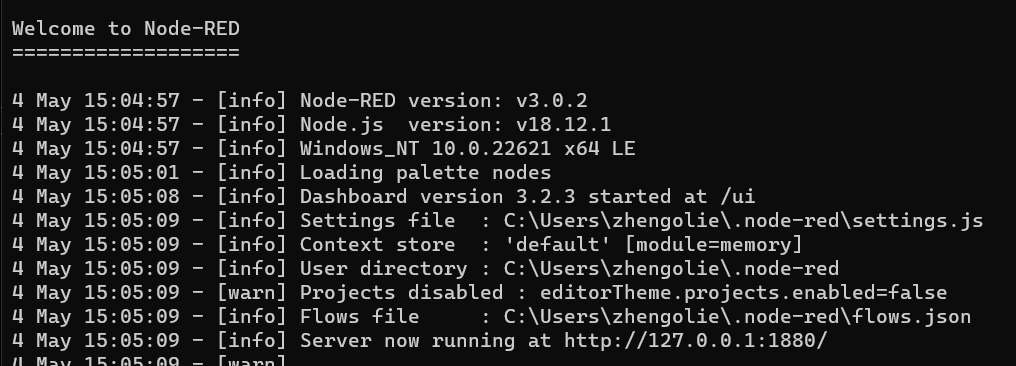 Welcome to Node-RED
===================
4 May 15:04:57 - [info] Node-RED version: v3.0.2
4 May 15:04:57 - [info] Node.js  version: v18.12.1
4 May 15:04:57 - [info] Windows_NT 10.0.22621 x64 LE
4 May 15:05:01 - [info] Loading palette nodes
4 May 15:05:08 - [info] Dashboard version 3.2.3 started at /ui
4 May 15:05:09 - [info] Settings file  : C:\Users\zhengolie\.node-red\settings.js
4 May 15:05:09 - [info] Context store  : 'default' [module=memory]
4 May 15:05:09 - [info] User directory : C:\Users\zhengolie\.node-red
4 May 15:05:09 - [warn] Projects disabled : editorTheme.projects.enabled=false
4 May 15:05:09 - [info] Flows file     : C:\Users\zhengolie\.node-red\flows.json
4 May 15:05:09 - [info] Server now running at http://127.0.0.1:1880/
4 May 15:05:09 - [warn]